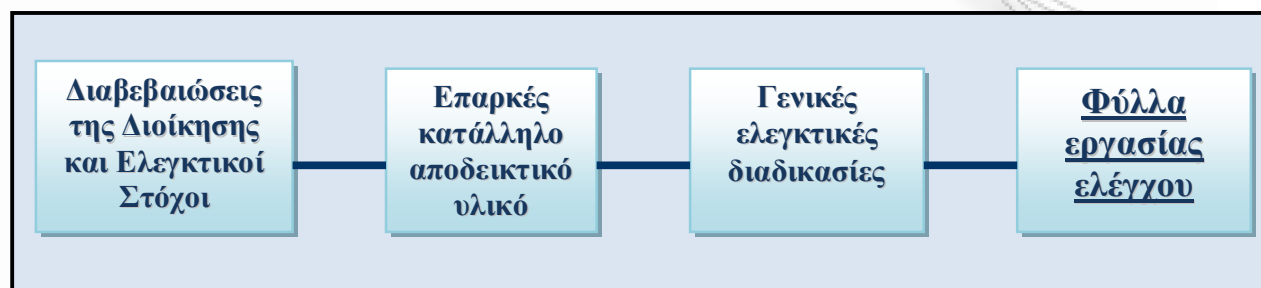 Διαβεβαιώσεις
της Διοίκησης
και Ελεγκτικοί
Στόχοι
Επαρκές
κατάλληλο
αποδεικτικό
υλικό
Γενικές
ελεγκτικές
διαδικασίες
Φύλλα
εργασίας
ελέγχου